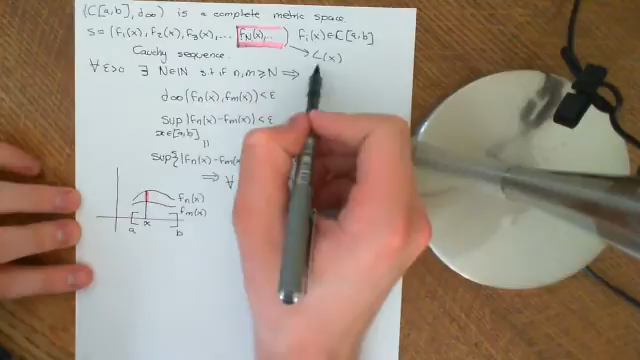 (C[a,b], d∞) is a complete metric space.
S = (f₁(x), f₂(x), f₃(x), ... f_N(x),... ) fᵢ(x) ∈ C[a,b]
→ L(x)
Cauchy sequence.
∀ ε>0 ∃ N∈ℕ s.t if n,m ≥ N ⟹
d∞(fₙ(x), fₘ(x)) < ε
sup |fₙ(x)-fₘ(x)| < ε
x∈[a,b]
||
sup{|fₙ(x)-fₘ(x
⟹ ∀
fₙ(x)
fₘ(x)
a x b